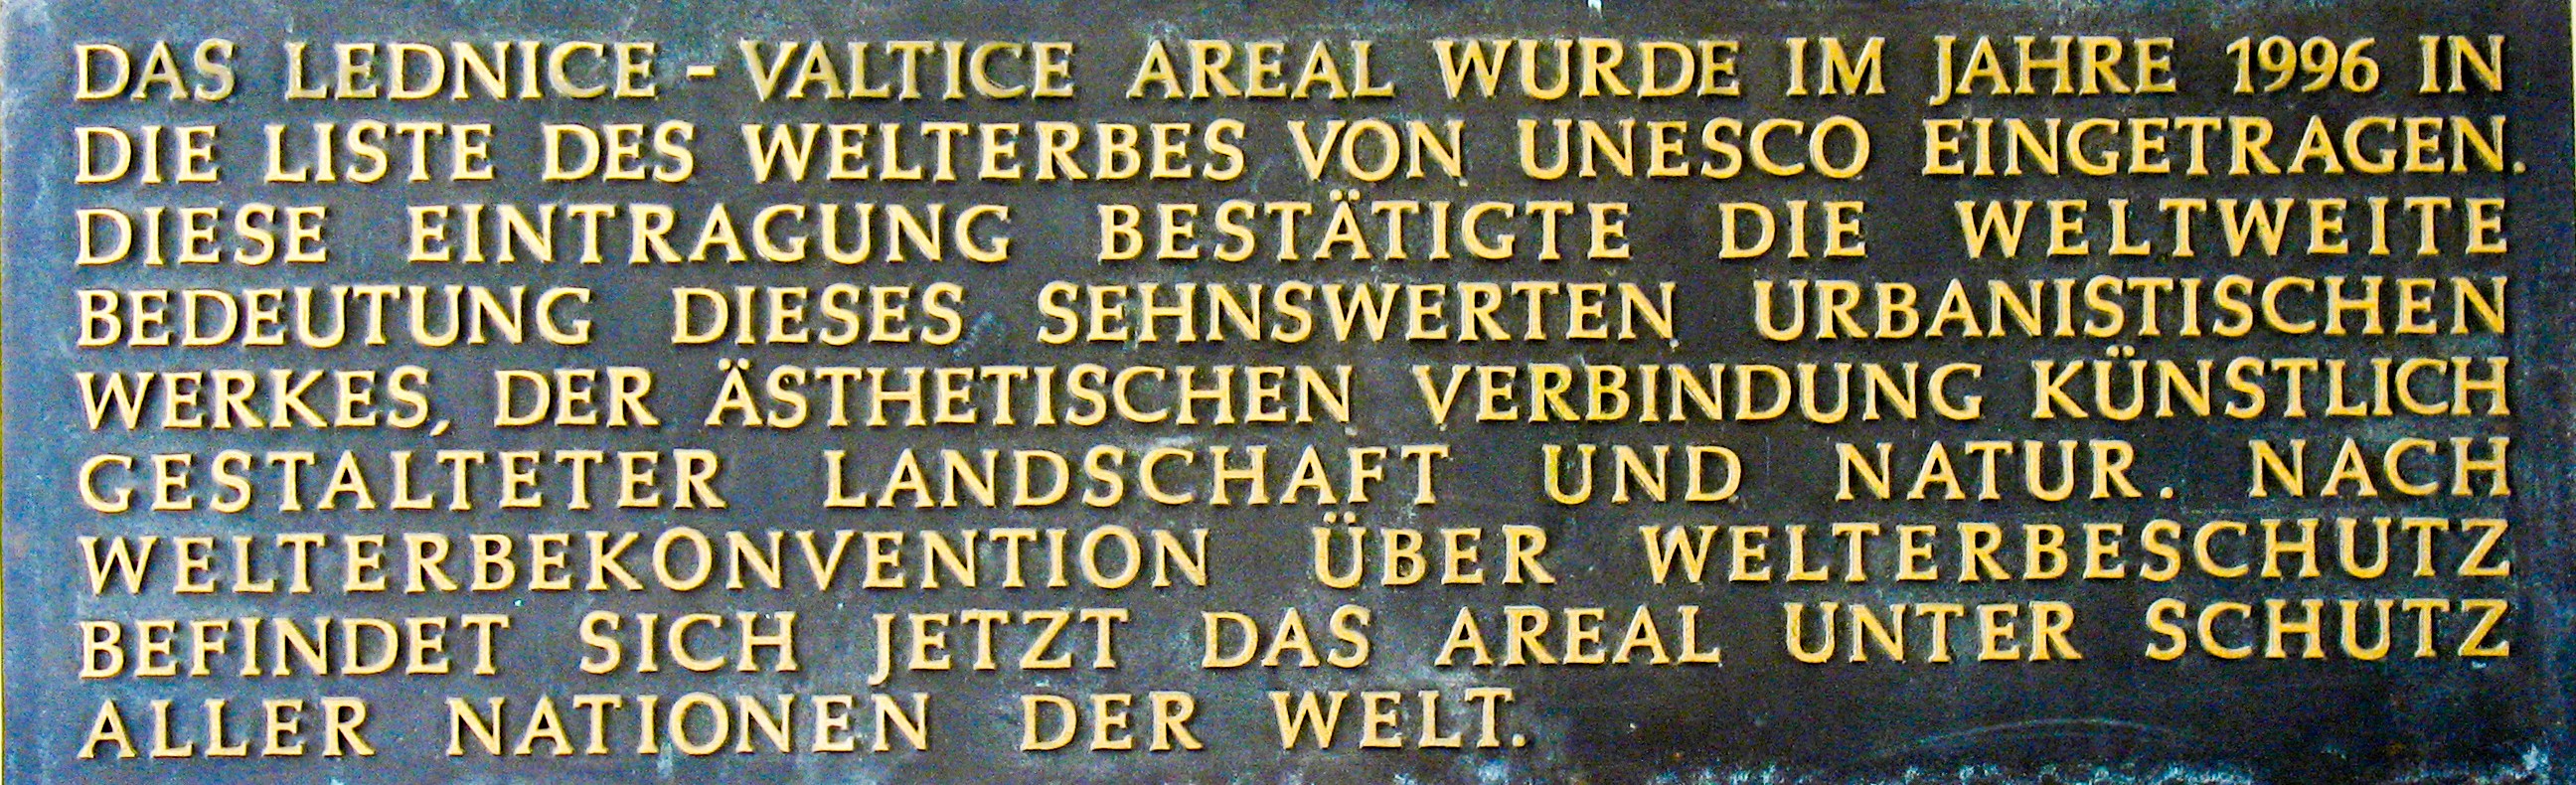 DAS LEDNICE - VALTICE AREAL WURDE IM JAHRE 1996 IN
DIE LISTE DES WELTERBES VON UNESCO EINGETRAGEN.
DIESE EINTRAGUNG BESTÄTIGTE DIE WELTWEITE
BEDEUTUNG DIESES SEHNSWERTEN URBANISTISCHEN
WERKES, DER ÄSTHETISCHEN VERBINDUNG KÜNSTLICH
GESTALTETER LANDSCHAFT UND NATUR. NACH
WELTERBEKONVENTION ÜBER WELTERBESCHUTZ
BEFINDET SICH JETZT DAS AREAL UNTER SCHUTZ
ALLER NATIONEN DER WELT.